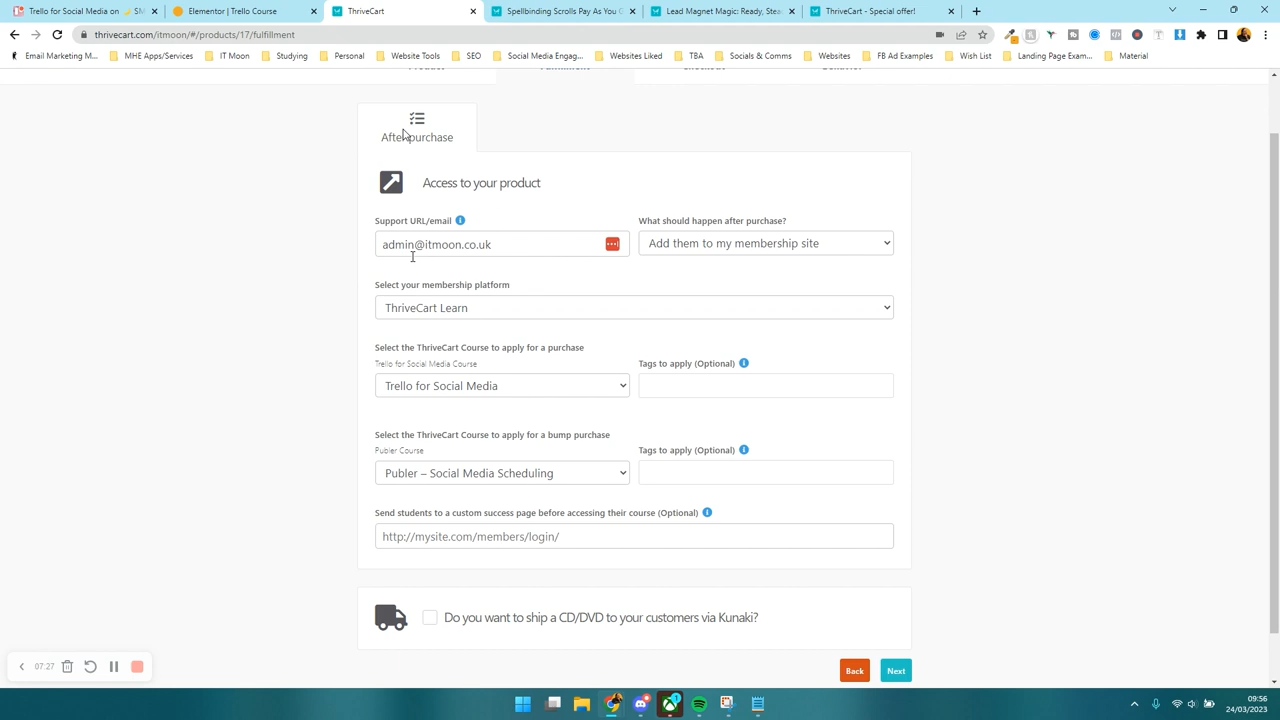 Trello for Social Media on
Elementor | Trello Course
ThriveCart
Spellbinding Scrolls Pay As You G
Lead Magnet Magic: Ready, Stea
ThriveCart - Special offer!
thrivecart.com/itmoon/#/products/17/fulfillment
Email Marketing M...
MHE Apps/Services
IT Moon
Studying
Personal
Website Tools
SEO
Social Media Engag...
Websites Liked
TBA
Socials & Comms
Websites
FB Ad Examples
Wish List
Landing Page Exam...
Material
After purchase
Access to your product
Support URL/email
What should happen after purchase?
admin@itmoon.co.uk
Add them to my membership site
Select your membership platform
ThriveCart Learn
Select the ThriveCart Course to apply for a purchase
Trello for Social Media Course
Tags to apply (Optional)
Trello for Social Media
Select the ThriveCart Course to apply for a bump purchase
Publer Course
Tags to apply (Optional)
Publer – Social Media Scheduling
Send students to a custom success page before accessing their course (Optional)
http://mysite.com/members/login/
Do you want to ship a CD/DVD to your customers via Kunaki?
Back
Next
07:27
09:56
24/03/2023